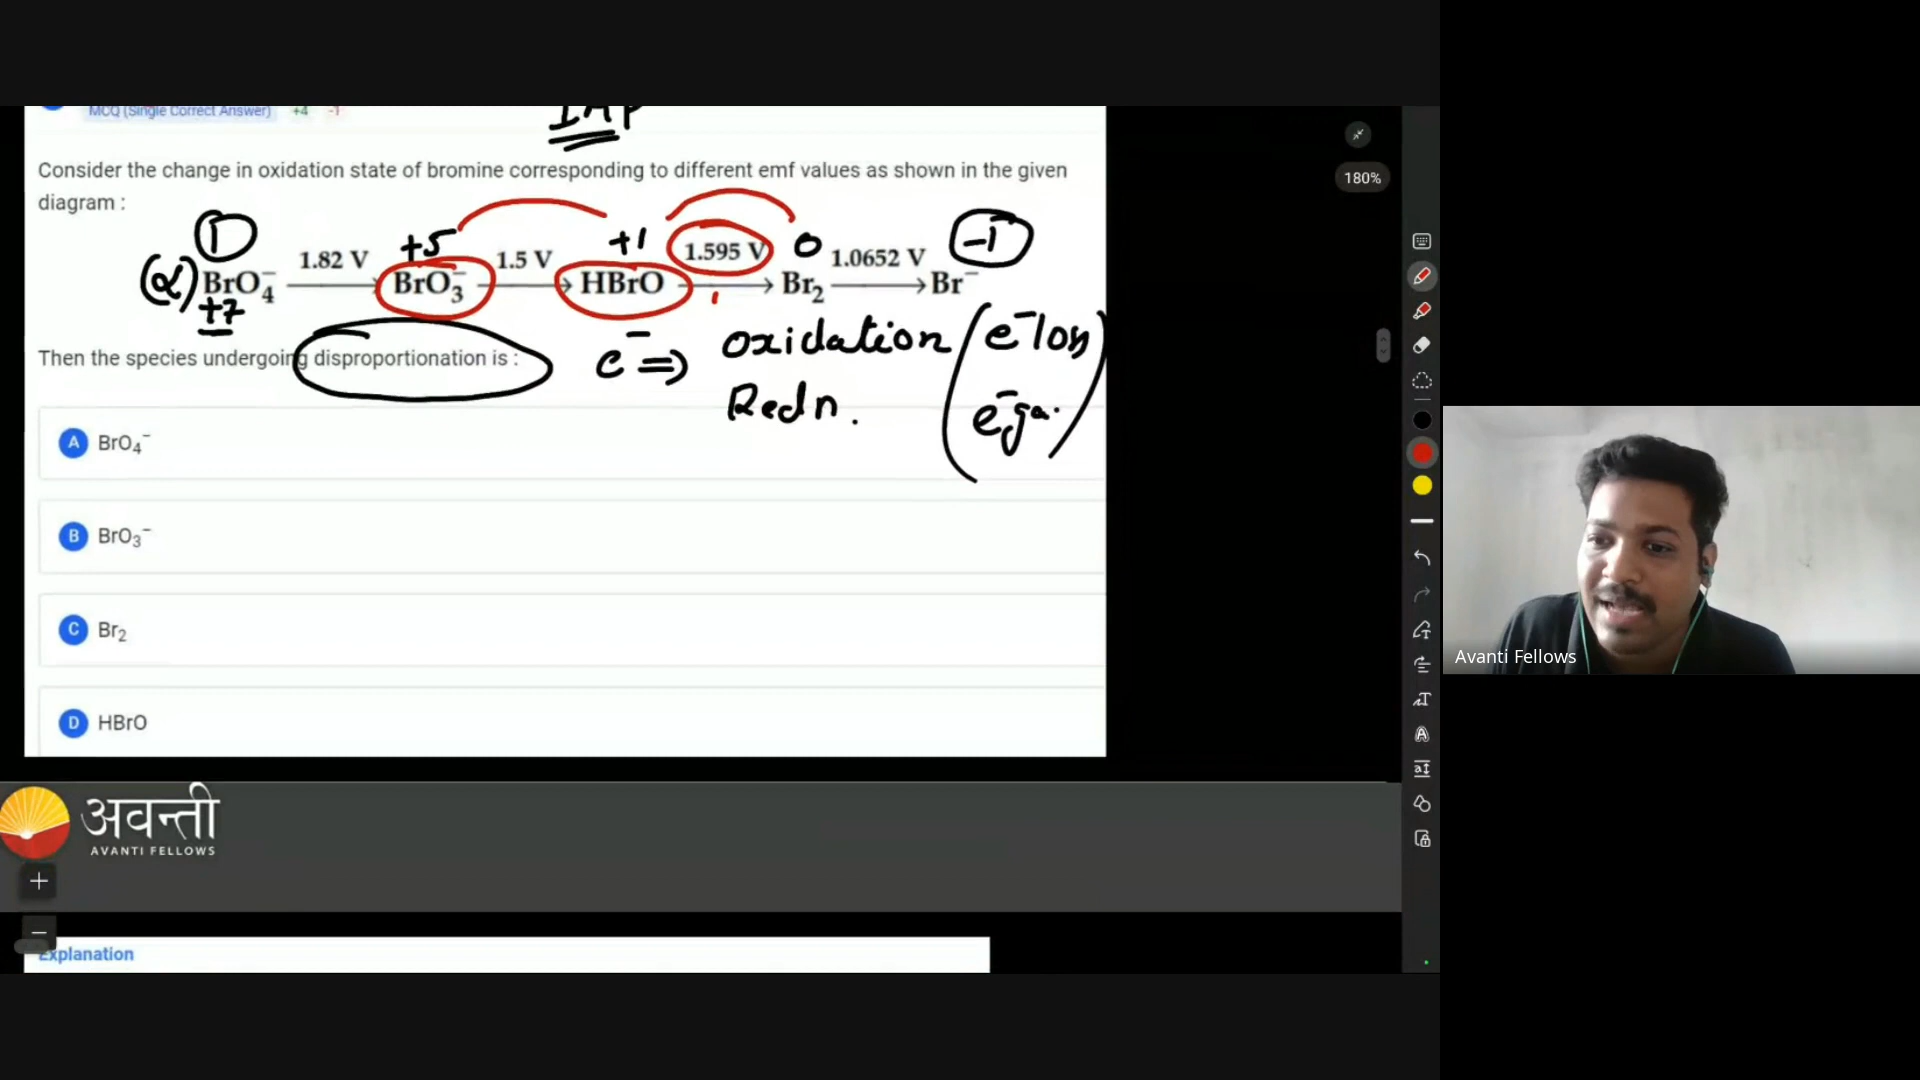 MCQ (Single Correct Answer) +4 -1
IMP
Consider the change in oxidation state of bromine corresponding to different emf values as shown in the given
diagram :
① +5 +1 0 -1
(α) BrO₄⁻ 1.82 V → BrO₃⁻ 1.5 V → HBrO 1.595 V → Br₂ 1.0652 V → Br⁻
+7
Then the species undergoing disproportionation is :
e⁻ ⇒ oxidation (e⁻ loss)
Redn. (e⁻ ga.)
A BrO₄⁻
B BrO₃⁻
C Br₂
D HBrO
अवन्ती
AVANTI FELLOWS
Explanation
180%
Avanti Fellows